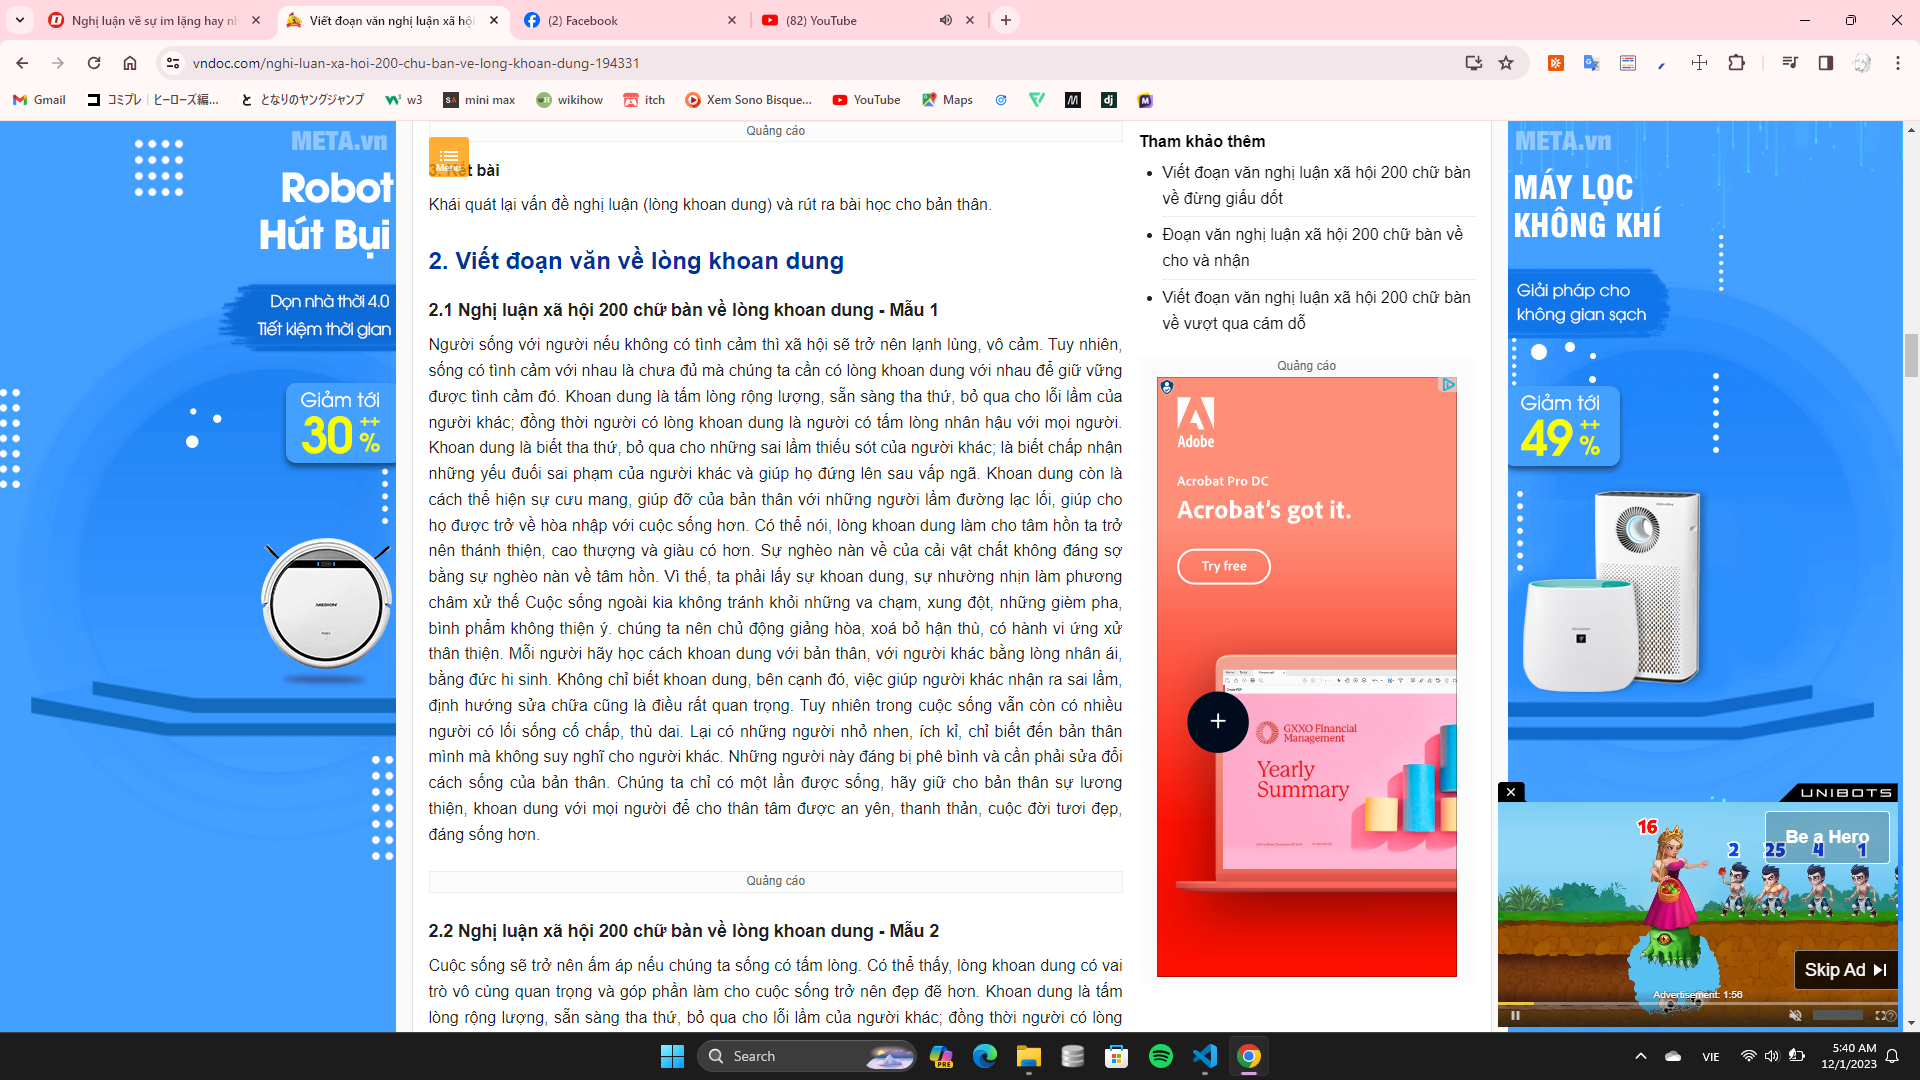 Nghị luận về sự im lặng hay nh
Viết đoạn văn nghị luận xã hội
(2) Facebook
(82) YouTube
vndoc.com/nghi-luan-xa-hoi-200-chu-ban-ve-long-khoan-dung-194331
Gmail
コミプレ｜ヒーローズ編...
となりのヤングジャンプ
w3
mini max
wikihow
itch
Xem Sono Bisque...
YouTube
Maps
META.vn
Robot
Hút Bụi
Dọn nhà thời 4.0
Tiết kiệm thời gian
Giảm tới
30++%
Quảng cáo
Menu
3. Kết bài
Khái quát lại vấn đề nghị luận (lòng khoan dung) và rút ra bài học cho bản thân.
2. Viết đoạn văn về lòng khoan dung
2.1 Nghị luận xã hội 200 chữ bàn về lòng khoan dung - Mẫu 1
Người sống với người nếu không có tình cảm thì xã hội sẽ trở nên lạnh lùng, vô cảm. Tuy nhiên,
sống có tình cảm với nhau là chưa đủ mà chúng ta cần có lòng khoan dung với nhau để giữ vững
được tình cảm đó. Khoan dung là tấm lòng rộng lượng, sẵn sàng tha thứ, bỏ qua cho lỗi lầm của
người khác; đồng thời người có lòng khoan dung là người có tấm lòng nhân hậu với mọi người.
Khoan dung là biết tha thứ, bỏ qua cho những sai lầm thiếu sót của người khác; là biết chấp nhận
những yếu đuối sai phạm của người khác và giúp họ đứng lên sau vấp ngã. Khoan dung còn là
cách thể hiện sự cưu mang, giúp đỡ của bản thân với những người lầm đường lạc lối, giúp cho
họ được trở về hòa nhập với cuộc sống hơn. Có thể nói, lòng khoan dung làm cho tâm hồn ta trở
nên thánh thiện, cao thượng và giàu có hơn. Sự nghèo nàn về của cải vật chất không đáng sợ
bằng sự nghèo nàn về tâm hồn. Vì thế, ta phải lấy sự khoan dung, sự nhường nhịn làm phương
châm xử thế Cuộc sống ngoài kia không tránh khỏi những va chạm, xung đột, những gièm pha,
bình phẩm không thiện ý. chúng ta nên chủ động giảng hòa, xoá bỏ hận thù, có hành vi ứng xử
thân thiện. Mỗi người hãy học cách khoan dung với bản thân, với người khác bằng lòng nhân ái,
bằng đức hi sinh. Không chỉ biết khoan dung, bên cạnh đó, việc giúp người khác nhận ra sai lầm,
định hướng sửa chữa cũng là điều rất quan trọng. Tuy nhiên trong cuộc sống vẫn còn có nhiều
người có lối sống cố chấp, thù dai. Lại có những người nhỏ nhen, ích kỉ, chỉ biết đến bản thân
mình mà không suy nghĩ cho người khác. Những người này đáng bị phê bình và cần phải sửa đổi
cách sống của bản thân. Chúng ta chỉ có một lần được sống, hãy giữ cho bản thân sự lương
thiện, khoan dung với mọi người để cho thân tâm được an yên, thanh thản, cuộc đời tươi đẹp,
đáng sống hơn.
Quảng cáo
2.2 Nghị luận xã hội 200 chữ bàn về lòng khoan dung - Mẫu 2
Cuộc sống sẽ trở nên ấm áp nếu chúng ta sống có tấm lòng. Có thể thấy, lòng khoan dung có vai
trò vô cùng quan trọng và góp phần làm cho cuộc sống trở nên đẹp đẽ hơn. Khoan dung là tấm
lòng rộng lượng, sẵn sàng tha thứ, bỏ qua cho lỗi lầm của người khác; đồng thời người có lòng
Tham khảo thêm
Viết đoạn văn nghị luận xã hội 200 chữ bàn
về đừng giấu dốt
Đoạn văn nghị luận xã hội 200 chữ bàn về
cho và nhận
Viết đoạn văn nghị luận xã hội 200 chữ bàn
về vượt qua cám dỗ
Quảng cáo
Adobe
Acrobat Pro DC
Acrobat's got it.
Try free
GXXO Financial
Management
Yearly
Summary
META.vn
MÁY LỌC
KHÔNG KHÍ
Giải pháp cho
không gian sạch
Giảm tới
49++%
UNIBOTS
Be a Hero
16
2 25 4 1
Skip Ad
Advertisement: 1:56
Search
PRE
VIE
5:40 AM
12/1/2023